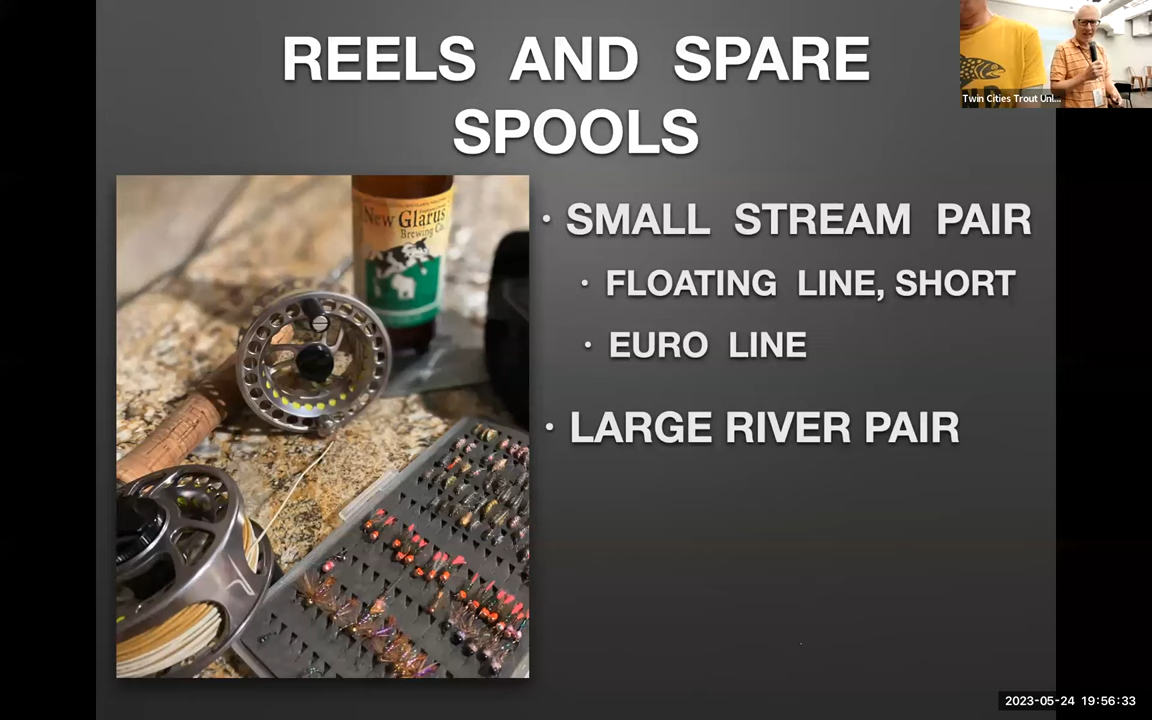 REELS AND SPARE
SPOOLS
Twin Cities Trout Unl...
• SMALL STREAM PAIR
• FLOATING LINE, SHORT
• EURO LINE
• LARGE RIVER PAIR
New Glarus
Brewing Co.
2023-05-24 19:56:33